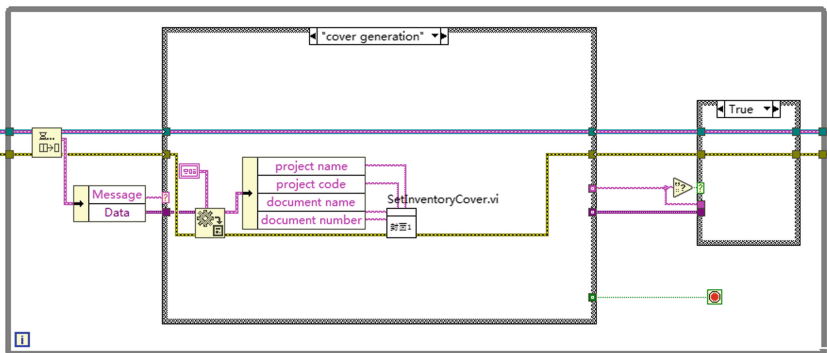 "cover generation"
True
Message
Data
project name
project code
document name
document number
SetInventoryCover.vi
封面1
i